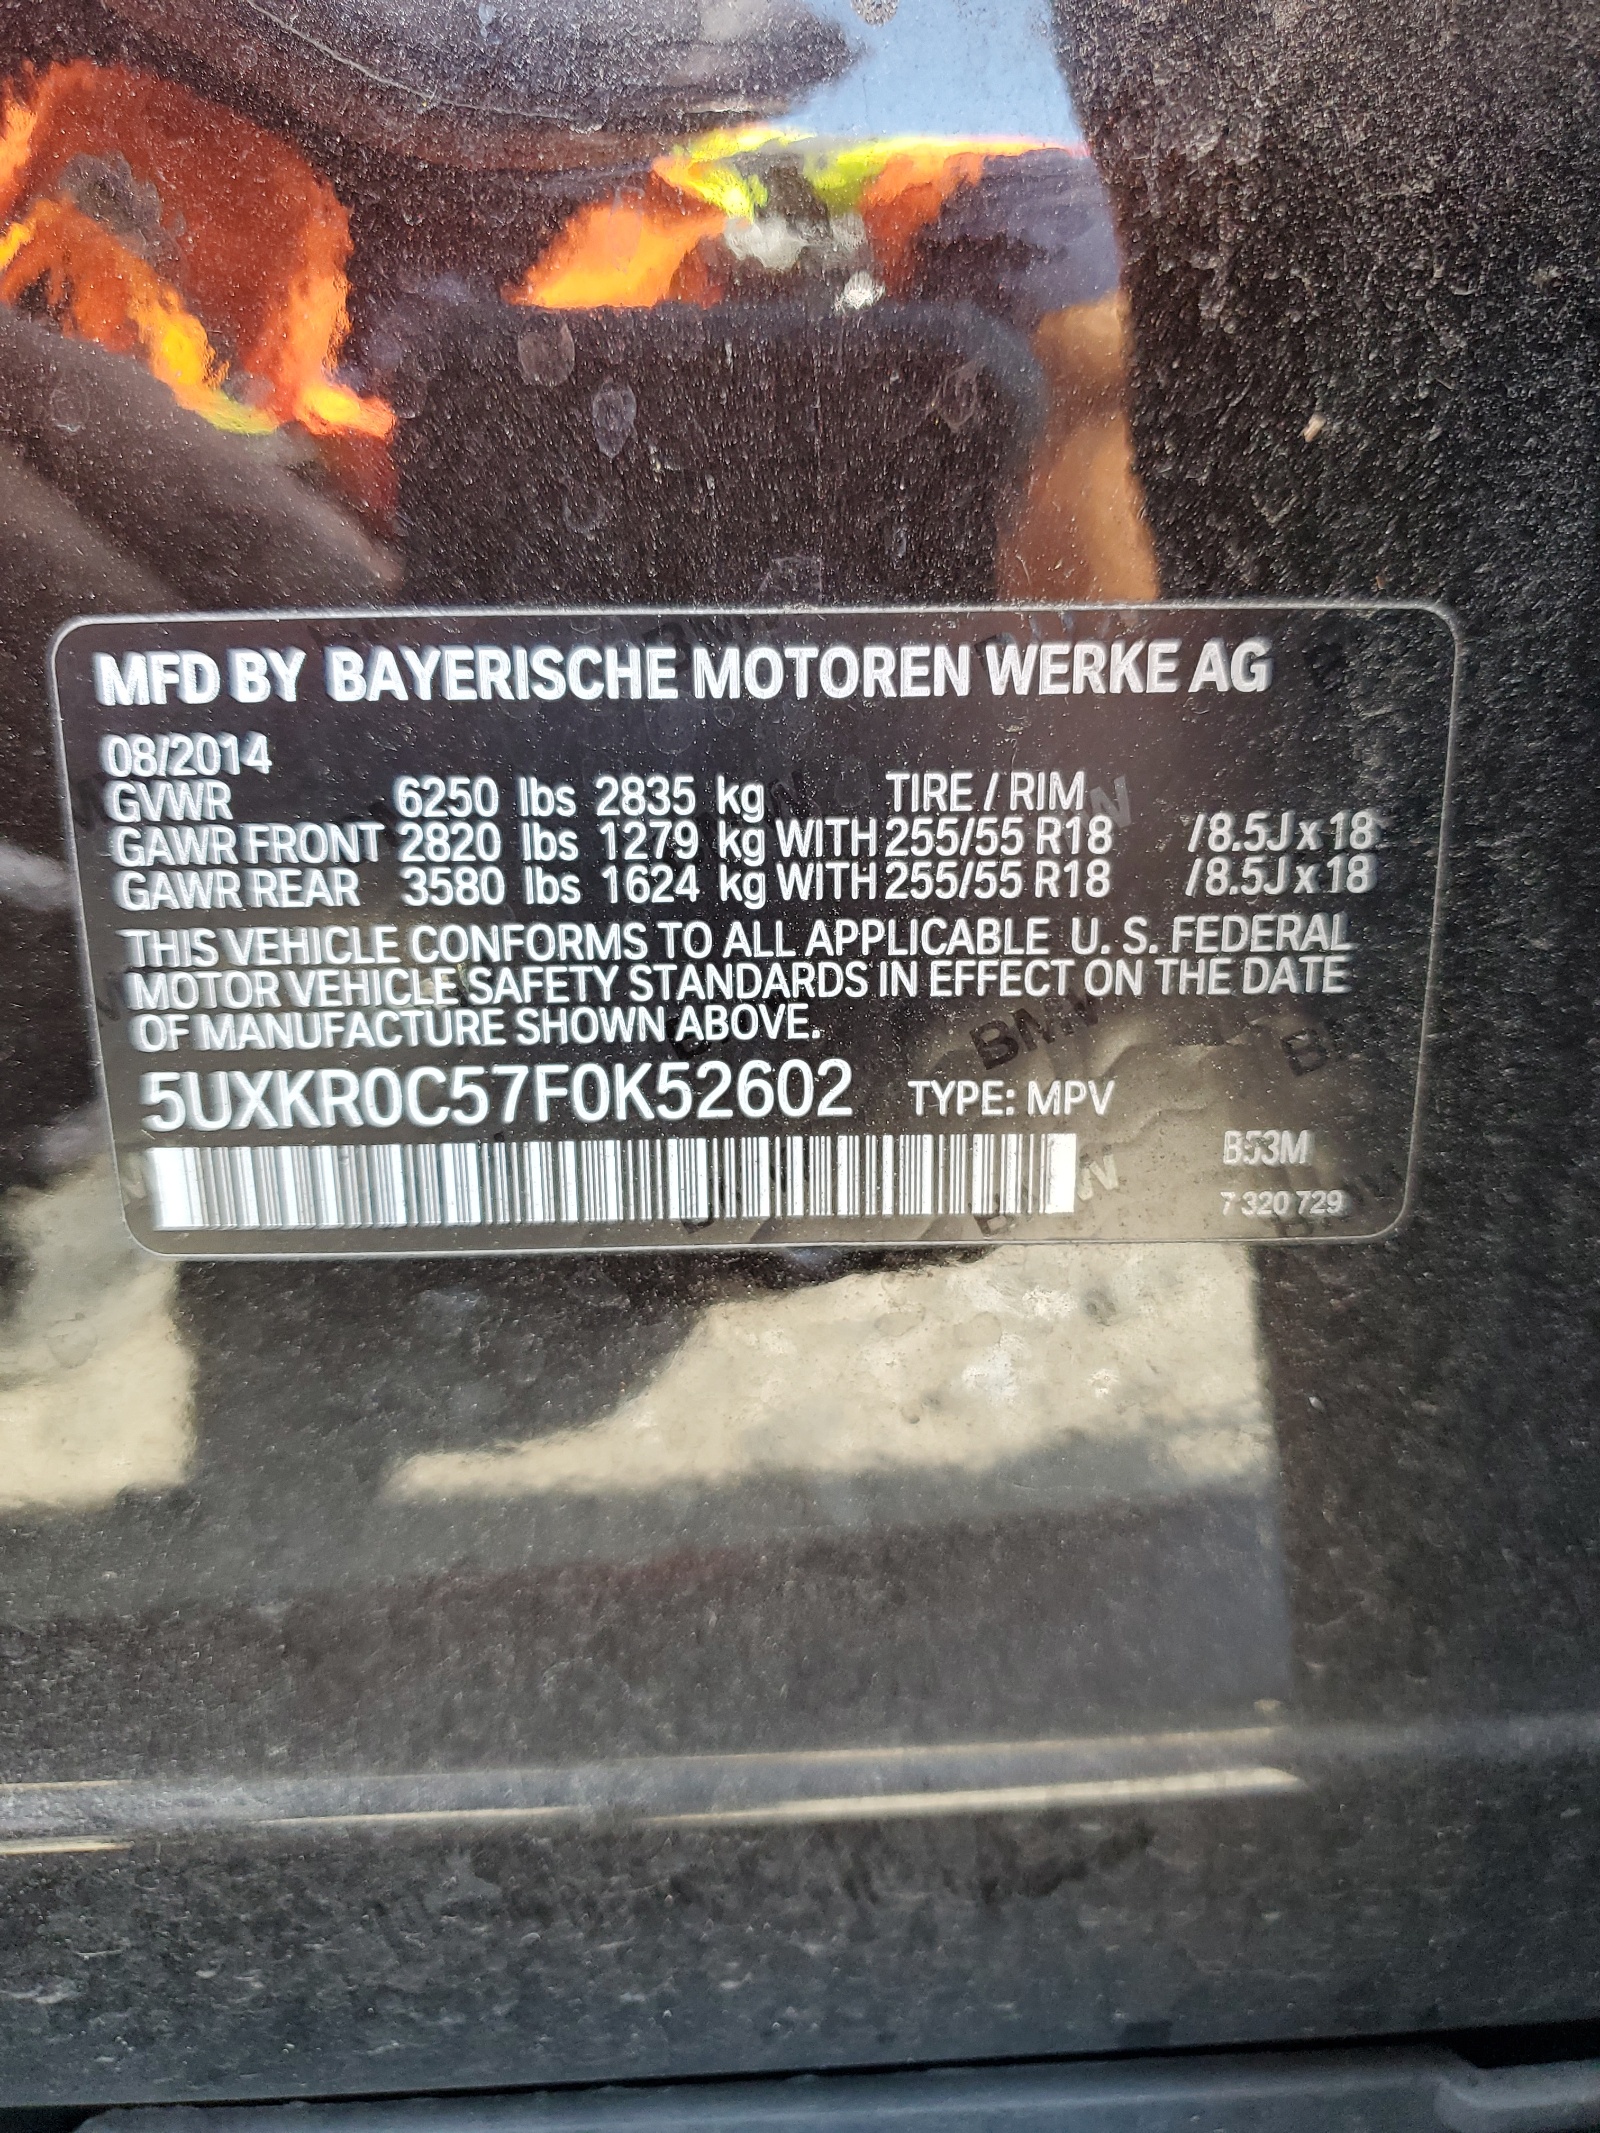 MFD BY BAYERISCHE MOTOREN WERKE AG
08/2014
GVWR 6250 lbs 2835 kg TIRE / RIM
GAWR FRONT 2820 lbs 1279 kg WITH 255/55 R18 /8.5J x 18
GAWR REAR 3580 lbs 1624 kg WITH 255/55 R18 /8.5J x 18
THIS VEHICLE CONFORMS TO ALL APPLICABLE U. S. FEDERAL
MOTOR VEHICLE SAFETY STANDARDS IN EFFECT ON THE DATE
OF MANUFACTURE SHOWN ABOVE.
5UXKR0C57F0K52602 TYPE: MPV
B53M
7 320 729